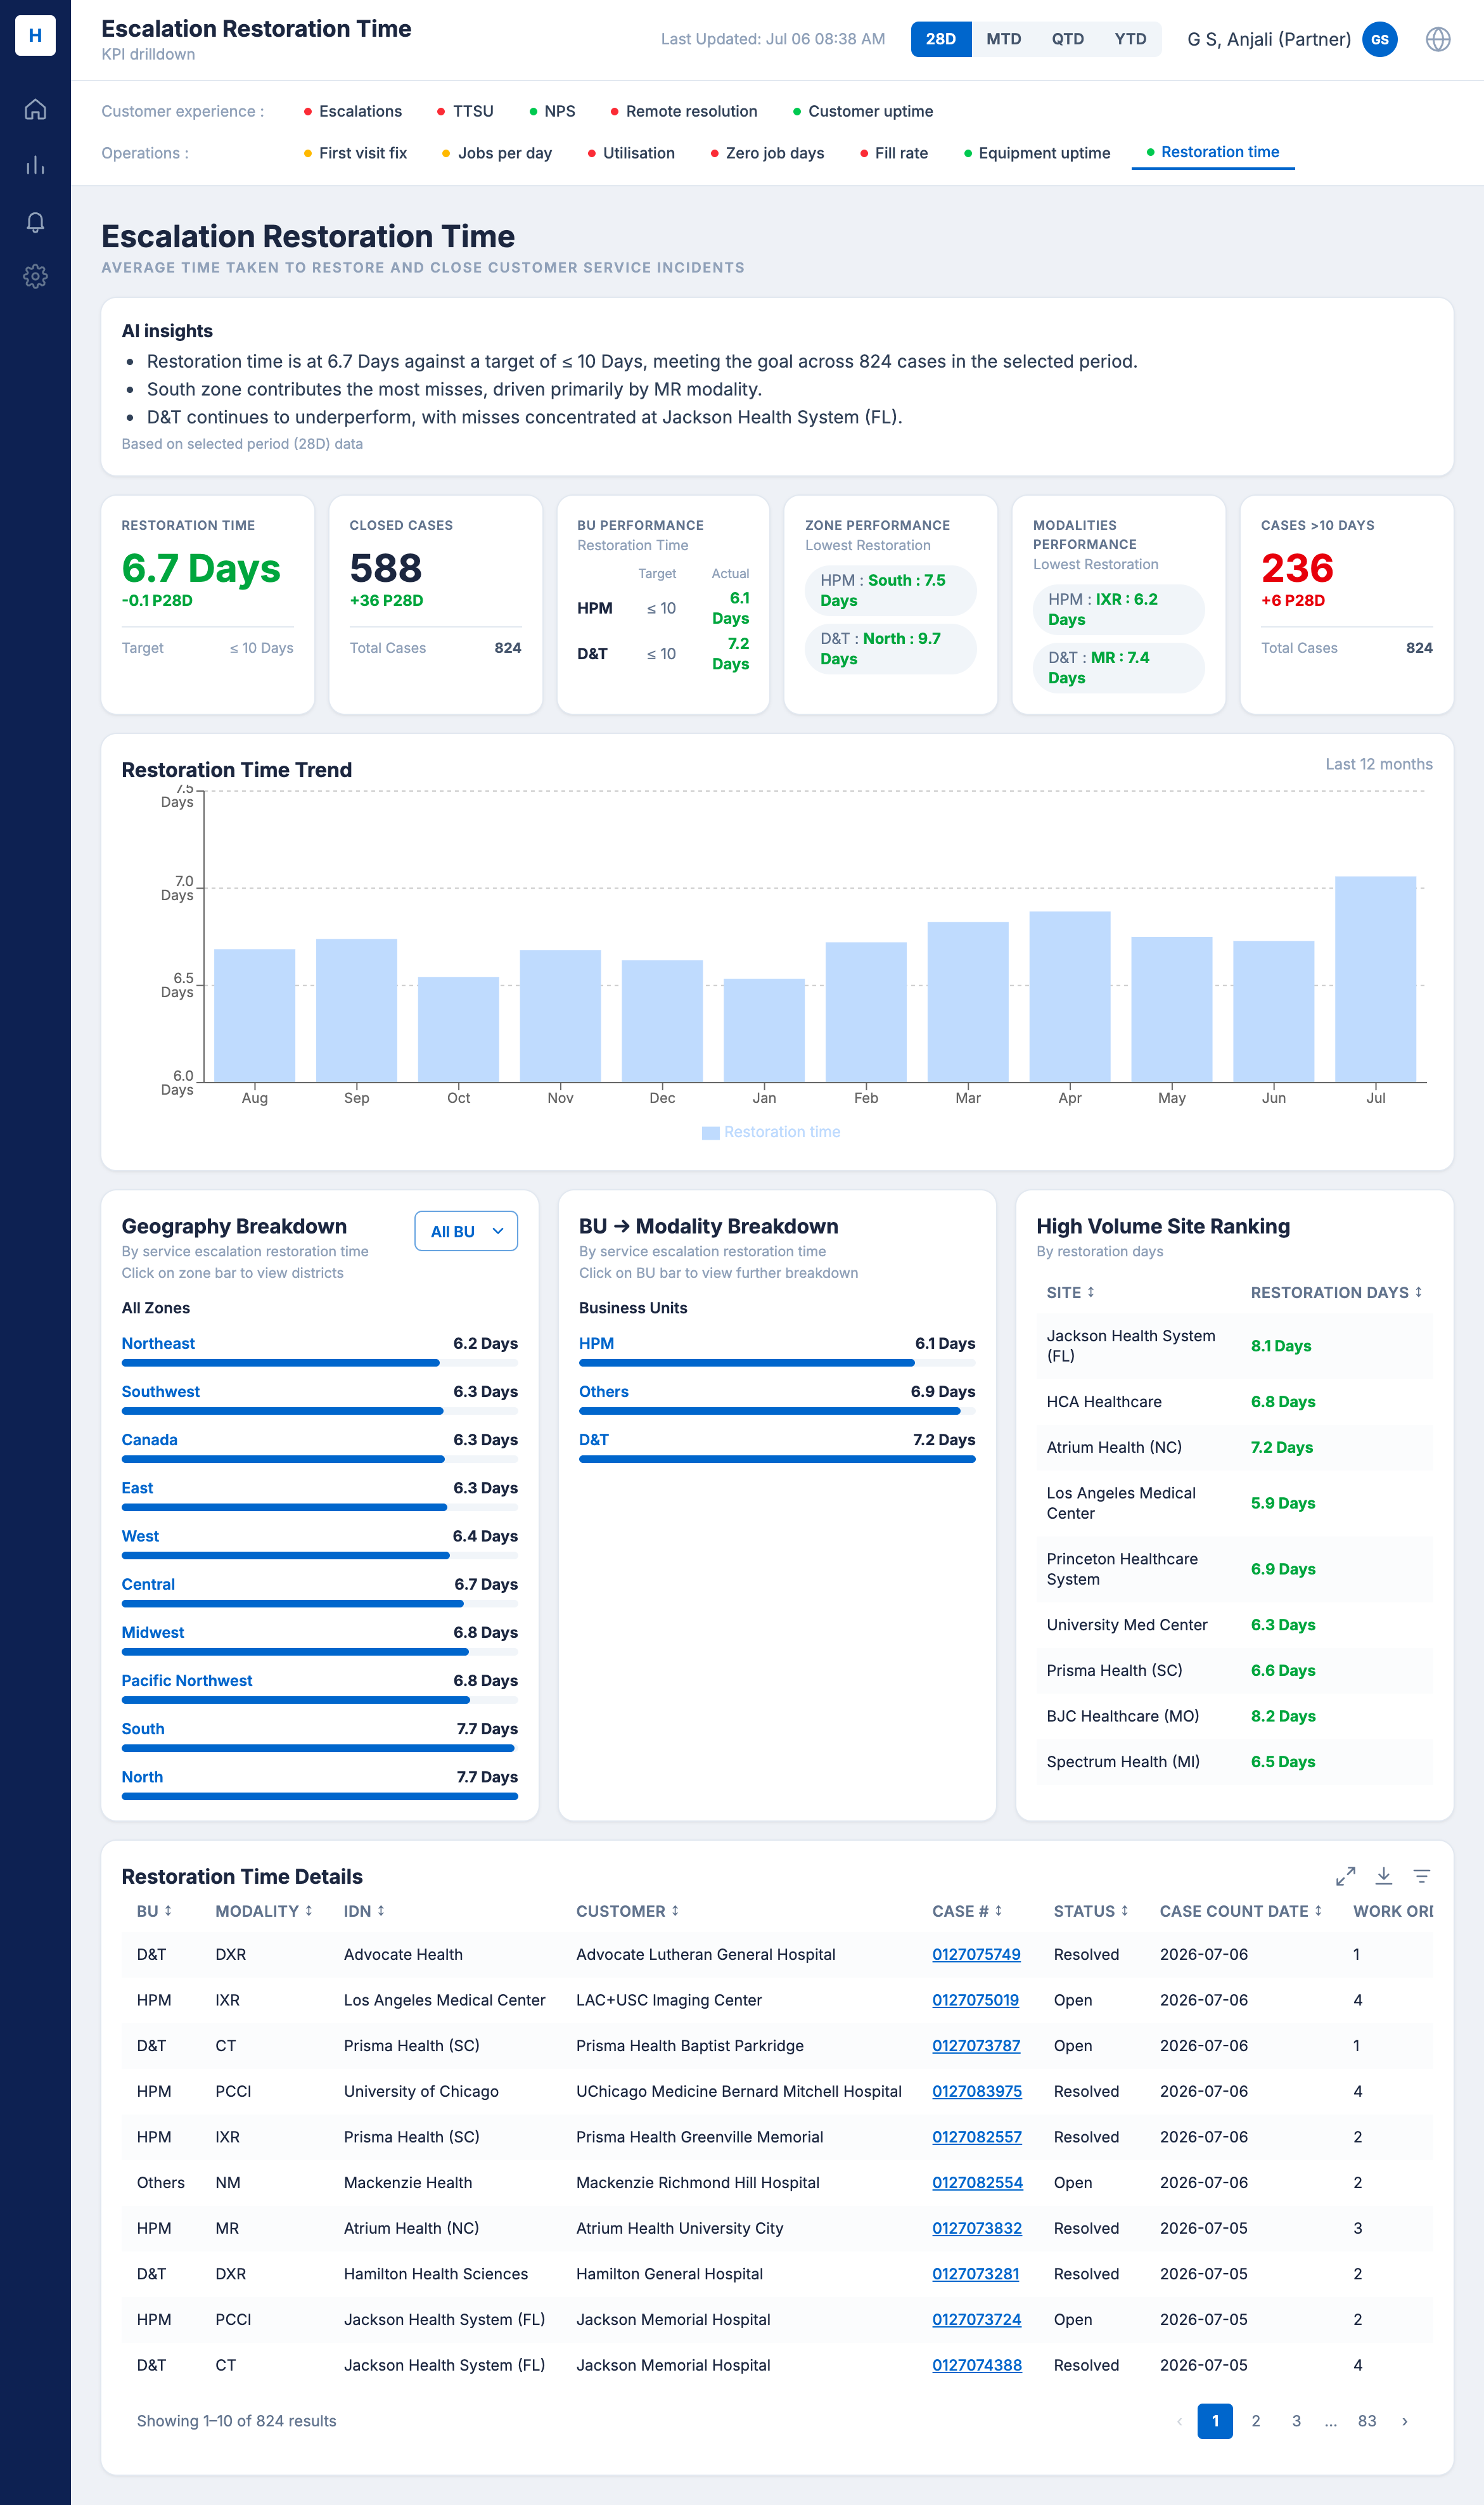 H
Escalation Restoration Time
KPI drilldown
Last Updated: Jul 06 08:38 AM
28D MTD QTD YTD
G S, Anjali (Partner) GS
Customer experience : Escalations TTSU NPS Remote resolution Customer uptime
Operations : First visit fix Jobs per day Utilisation Zero job days Fill rate Equipment uptime Restoration time
Escalation Restoration Time
AVERAGE TIME TAKEN TO RESTORE AND CLOSE CUSTOMER SERVICE INCIDENTS
AI insights
• Restoration time is at 6.7 Days against a target of ≤ 10 Days, meeting the goal across 824 cases in the selected period.
• South zone contributes the most misses, driven primarily by MR modality.
• D&T continues to underperform, with misses concentrated at Jackson Health System (FL).
Based on selected period (28D) data
RESTORATION TIME
6.7 Days
-0.1 P28D
Target ≤ 10 Days
CLOSED CASES
588
+36 P28D
Total Cases 824
BU PERFORMANCE
Restoration Time
Target Actual
HPM ≤ 10 6.1
Days
D&T ≤ 10 7.2
Days
ZONE PERFORMANCE
Lowest Restoration
HPM : South : 7.5
Days
D&T : North : 9.7
Days
MODALITIES
PERFORMANCE
Lowest Restoration
HPM : IXR : 6.2
Days
D&T : MR : 7.4
Days
CASES >10 DAYS
236
+6 P28D
Total Cases 824
Restoration Time Trend
Last 12 months
7.5
Days
7.0
Days
6.5
Days
6.0
Days
Aug Sep Oct Nov Dec Jan Feb Mar Apr May Jun Jul
Restoration time
Geography Breakdown
All BU
By service escalation restoration time
Click on zone bar to view districts
All Zones
Northeast 6.2 Days
Southwest 6.3 Days
Canada 6.3 Days
East 6.3 Days
West 6.4 Days
Central 6.7 Days
Midwest 6.8 Days
Pacific Northwest 6.8 Days
South 7.7 Days
North 7.7 Days
BU → Modality Breakdown
By service escalation restoration time
Click on BU bar to view further breakdown
Business Units
HPM 6.1 Days
Others 6.9 Days
D&T 7.2 Days
High Volume Site Ranking
By restoration days
SITE ↕ RESTORATION DAYS ↕
Jackson Health System
(FL) 8.1 Days
HCA Healthcare 6.8 Days
Atrium Health (NC) 7.2 Days
Los Angeles Medical
Center 5.9 Days
Princeton Healthcare
System 6.9 Days
University Med Center 6.3 Days
Prisma Health (SC) 6.6 Days
BJC Healthcare (MO) 8.2 Days
Spectrum Health (MI) 6.5 Days
Restoration Time Details
BU ↕ MODALITY ↕ IDN ↕ CUSTOMER ↕ CASE # ↕ STATUS ↕ CASE COUNT DATE ↕ WORK ORD
D&T DXR Advocate Health Advocate Lutheran General Hospital 0127075749 Resolved 2026-07-06 1
HPM IXR Los Angeles Medical Center LAC+USC Imaging Center 0127075019 Open 2026-07-06 4
D&T CT Prisma Health (SC) Prisma Health Baptist Parkridge 0127073787 Open 2026-07-06 1
HPM PCCI University of Chicago UChicago Medicine Bernard Mitchell Hospital 0127083975 Resolved 2026-07-06 4
HPM IXR Prisma Health (SC) Prisma Health Greenville Memorial 0127082557 Resolved 2026-07-06 2
Others NM Mackenzie Health Mackenzie Richmond Hill Hospital 0127082554 Open 2026-07-06 2
HPM MR Atrium Health (NC) Atrium Health University City 0127073832 Resolved 2026-07-05 3
D&T DXR Hamilton Health Sciences Hamilton General Hospital 0127073281 Resolved 2026-07-05 2
HPM PCCI Jackson Health System (FL) Jackson Memorial Hospital 0127073724 Open 2026-07-05 2
D&T CT Jackson Health System (FL) Jackson Memorial Hospital 0127074388 Resolved 2026-07-05 4
Showing 1–10 of 824 results
‹ 1 2 3 ... 83 ›